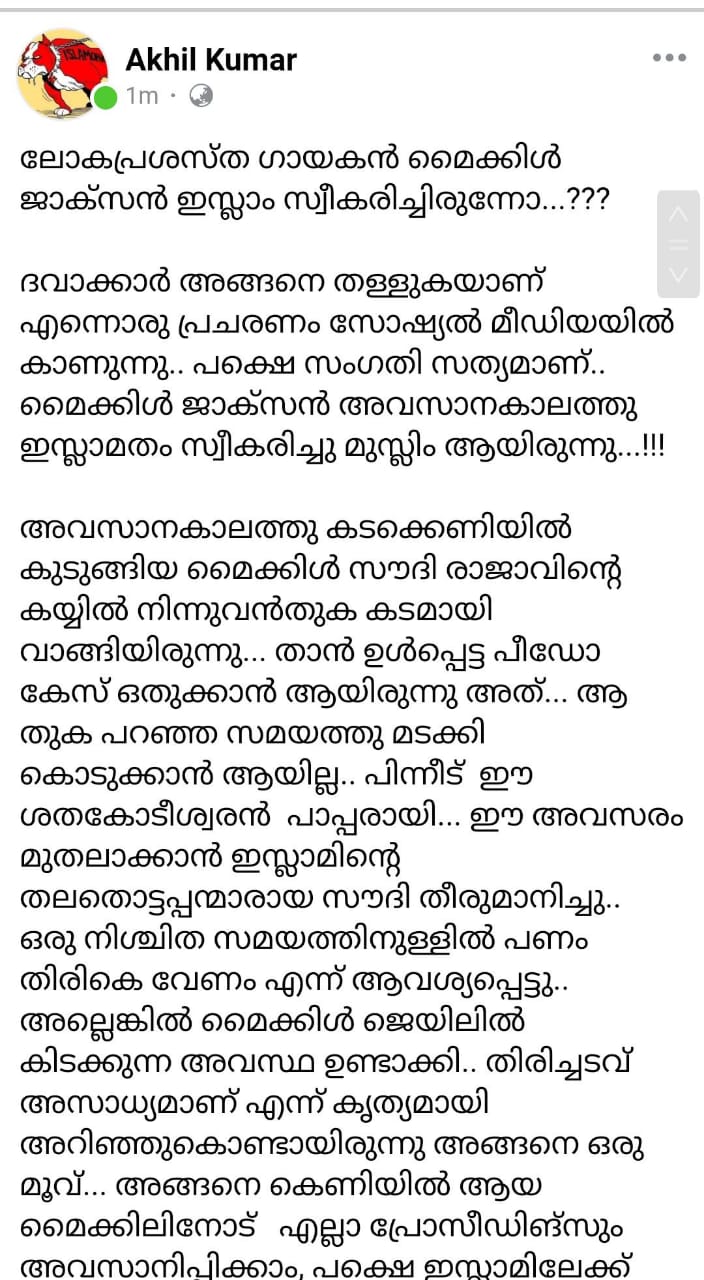 Akhil Kumar
1m ·
ലോകപ്രശസ്ത ഗായകൻ മൈക്കിൾ
ജാക്സൻ ഇസ്ലാം സ്വീകരിച്ചിരുന്നോ...???
ദവാക്കാർ അങ്ങനെ തള്ളുകയാണ്
എന്നൊരു പ്രചരണം സോഷ്യൽ മീഡിയയിൽ
കാണുന്നു.. പക്ഷെ സംഗതി സത്യമാണ്..
മൈക്കിൾ ജാക്സൻ അവസാനകാലത്തു
ഇസ്ലാമതം സ്വീകരിച്ചു മുസ്ലിം ആയിരുന്നു...!!!
അവസാനകാലത്തു കടക്കെണിയിൽ
കുടുങ്ങിയ മൈക്കിൾ സൗദി രാജാവിന്റെ
കയ്യിൽ നിന്നുവൻതുക കടമായി
വാങ്ങിയിരുന്നു... താൻ ഉൾപ്പെട്ട പീഡോ
കേസ് ഒതുക്കാൻ ആയിരുന്നു അത്... ആ
തുക പറഞ്ഞ സമയത്തു മടക്കി
കൊടുക്കാൻ ആയില്ല.. പിന്നീട് ഈ
ശതകോടീശ്വരൻ പാപ്പരായി... ഈ അവസരം
മുതലാക്കാൻ ഇസ്ലാമിന്റെ
തലതൊട്ടപ്പന്മാരായ സൗദി തീരുമാനിച്ചു..
ഒരു നിശ്ചിത സമയത്തിനുള്ളിൽ പണം
തിരികെ വേണം എന്ന് ആവശ്യപ്പെട്ടു..
അല്ലെങ്കിൽ മൈക്കിൾ ജെയിലിൽ
കിടക്കുന്ന അവസ്ഥ ഉണ്ടാക്കി.. തിരിച്ചടവ്
അസാധ്യമാണ് എന്ന് കൃത്യമായി
അറിഞ്ഞുകൊണ്ടായിരുന്നു അങ്ങനെ ഒരു
മൂവ്... അങ്ങനെ കെണിയിൽ ആയ
മൈക്കിലിനോട് എല്ലാ പ്രോസീഡിങ്സും
അവസാനിപ്പിക്കാം, പക്ഷെ ഇസ്ലാമിലേക്ക്